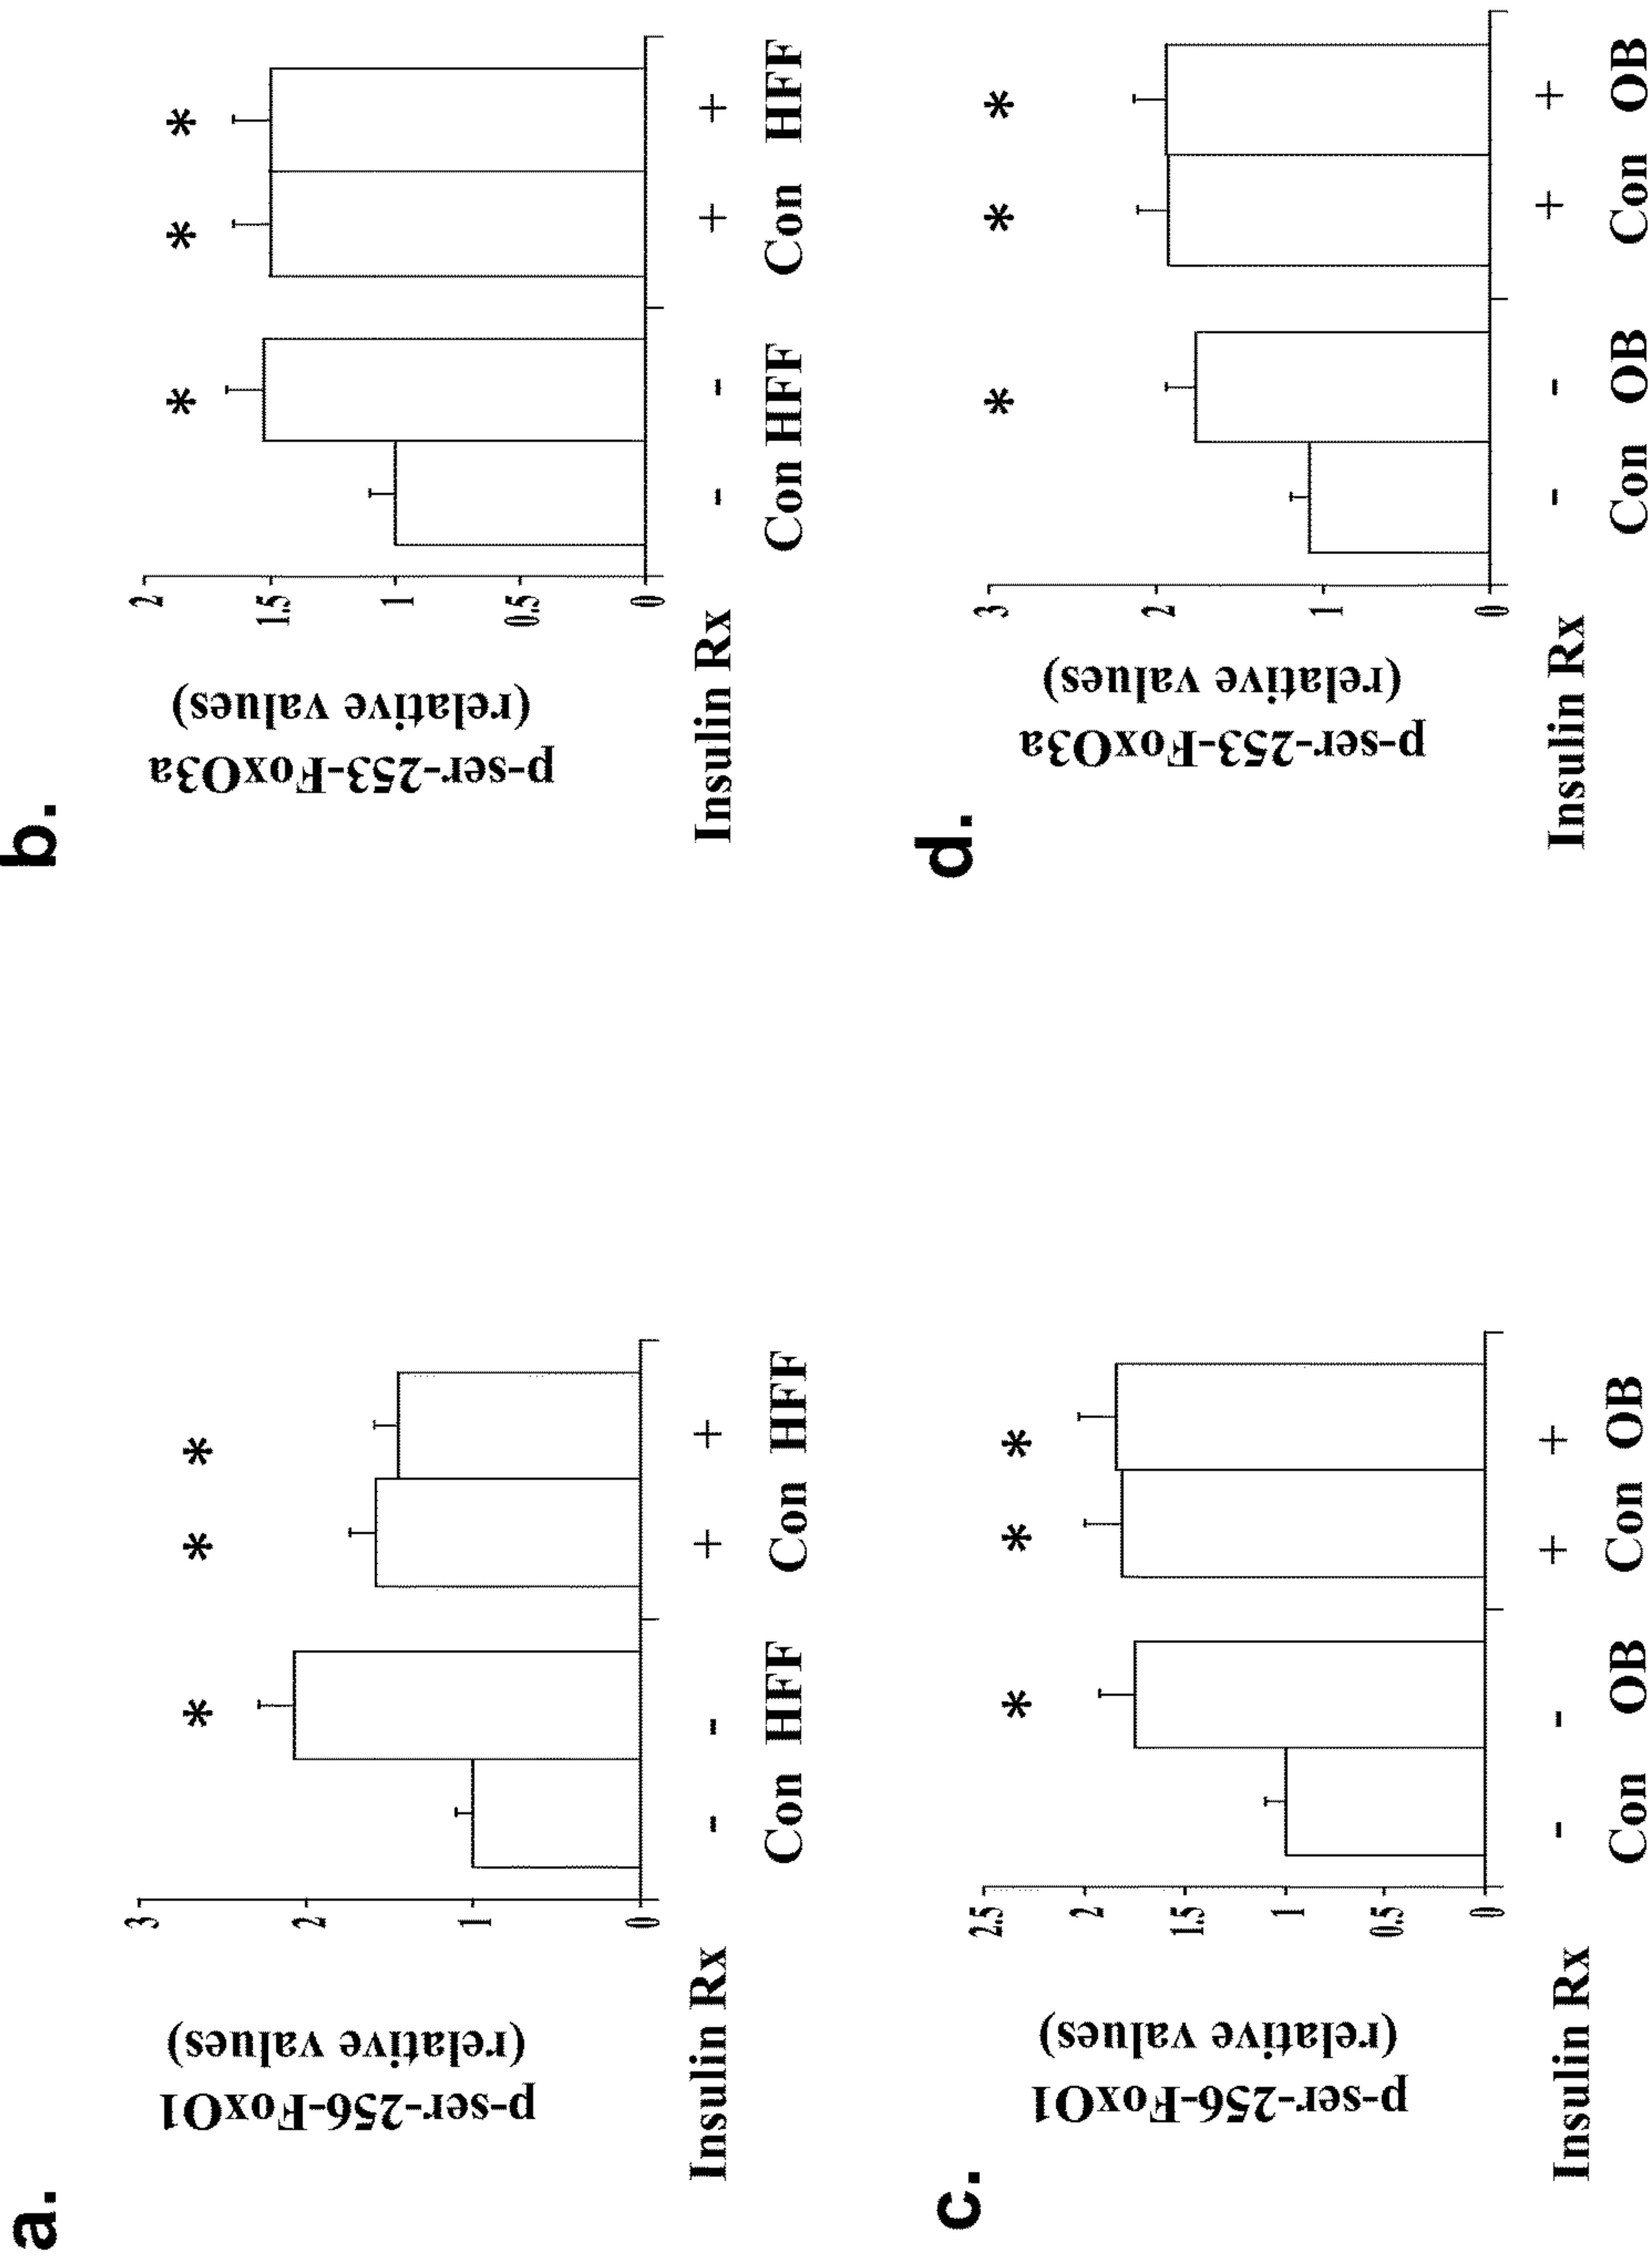 a.
p-ser-256-FoxO1
(relative values)
3
2
1
0
* * *
Insulin Rx - - + +
Con HFF Con HFF
b.
p-ser-253-FoxO3a
(relative values)
2
1.5
1
0.5
0
* * *
Insulin Rx - - + +
Con HFF Con HFF
c.
p-ser-256-FoxO1
(relative values)
2.5
2
1.5
1
0.5
0
* * *
Insulin Rx - - + +
Con OB Con OB
d.
p-ser-253-FoxO3a
(relative values)
3
2
1
0
* * *
Insulin Rx - - + +
Con OB Con OB